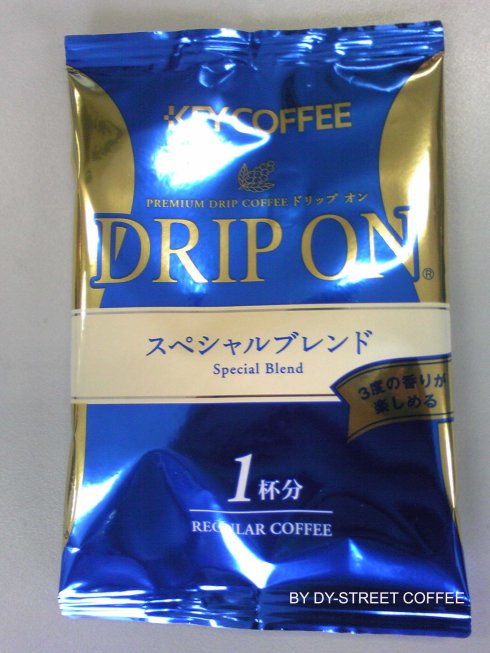 KEY COFFEE
PREMIUM DRIP COFFEE ドリップ オン
DRIP ON®
スペシャルブレンド
Special Blend
3度の香りが
楽しめる
1杯分
REGULAR COFFEE
BY DY-STREET COFFEE